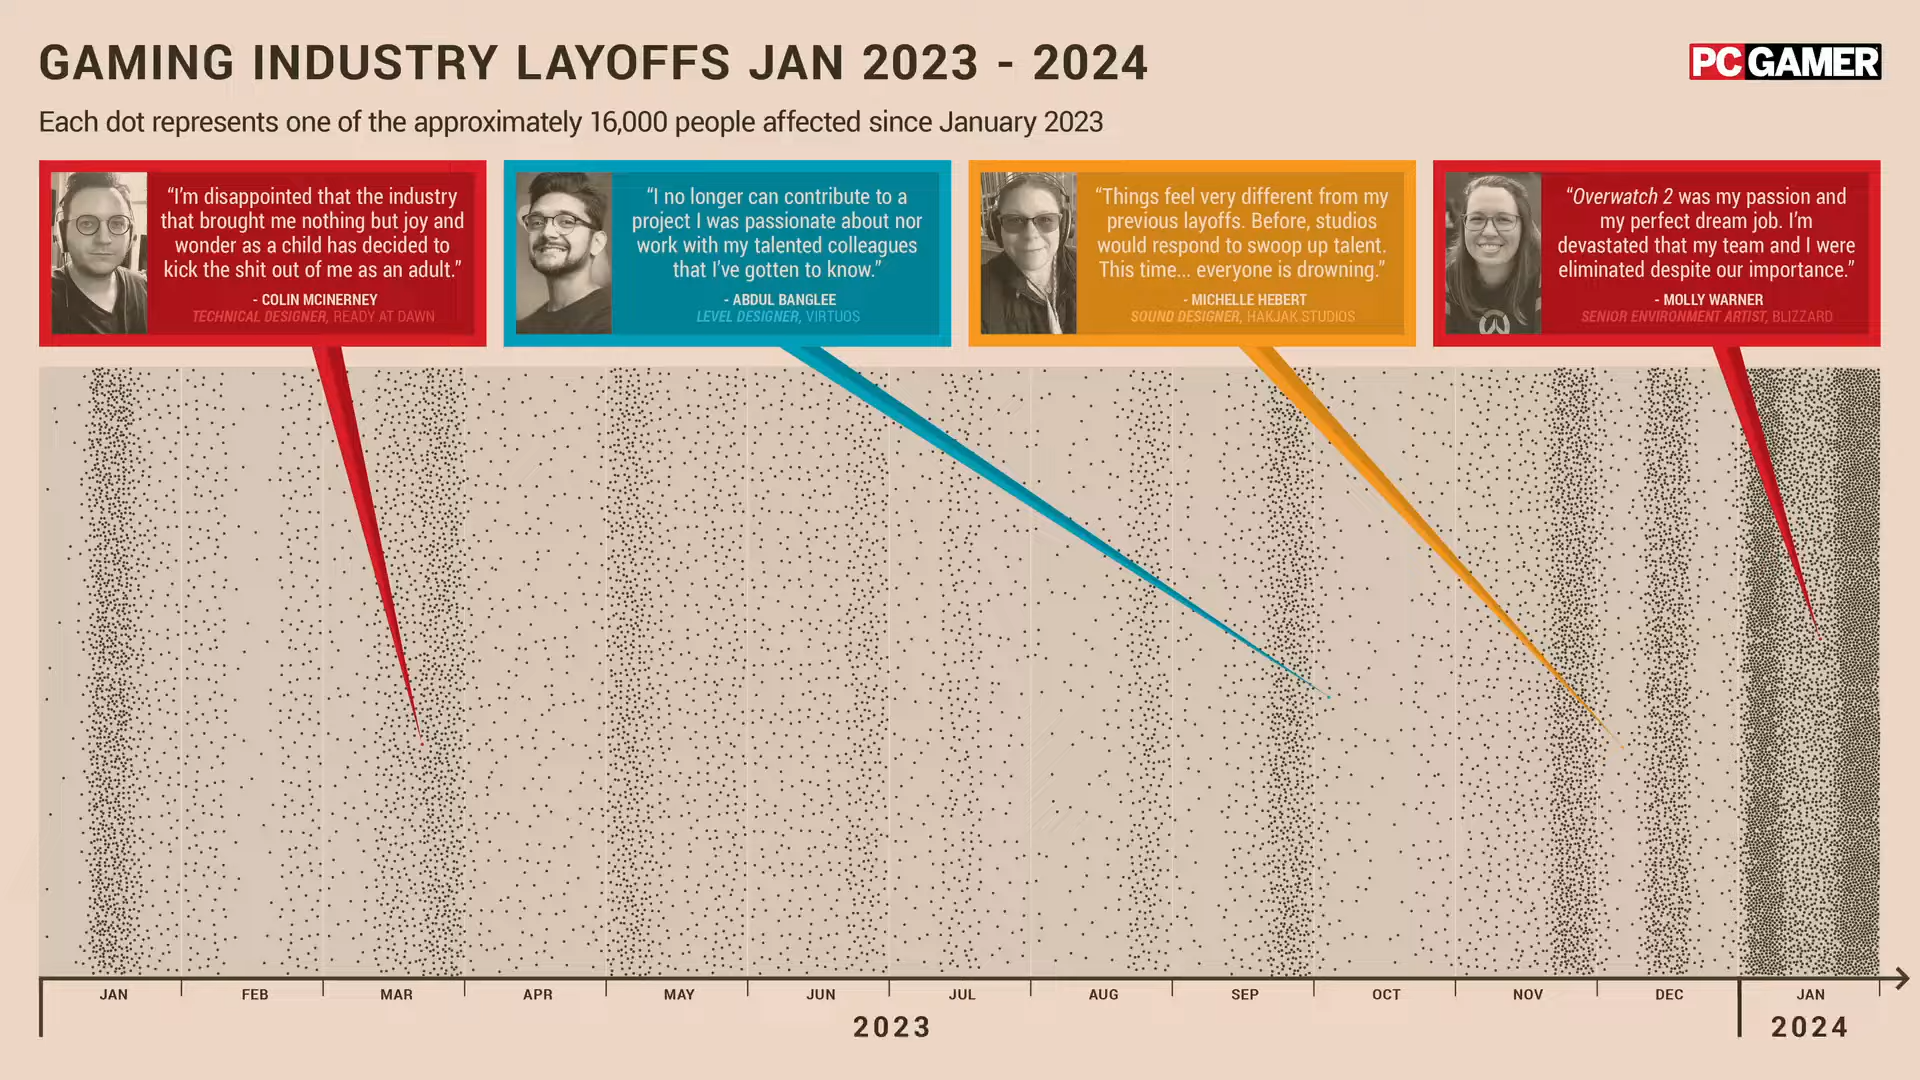 GAMING INDUSTRY LAYOFFS JAN 2023 - 2024
PC GAMER
Each dot represents one of the approximately 16,000 people affected since January 2023
“I’m disappointed that the industry
that brought me nothing but joy and
wonder as a child has decided to
kick the shit out of me as an adult.”
- COLIN MCINERNEY
TECHNICAL DESIGNER, READY AT DAWN
“I no longer can contribute to a
project I was passionate about nor
work with my talented colleagues
that I’ve gotten to know.”
- ABDUL BANGLEE
LEVEL DESIGNER, VIRTUOS
“Things feel very different from my
previous layoffs. Before, studios
would respond to swoop up talent.
This time... everyone is drowning.”
- MICHELLE HEBERT
SOUND DESIGNER, HAKJAK STUDIOS
“Overwatch 2 was my passion and
my perfect dream job. I’m
devastated that my team and I were
eliminated despite our importance.”
- MOLLY WARNER
SENIOR ENVIRONMENT ARTIST, BLIZZARD
JAN FEB MAR APR MAY JUN JUL AUG SEP OCT NOV DEC JAN
2023 2024